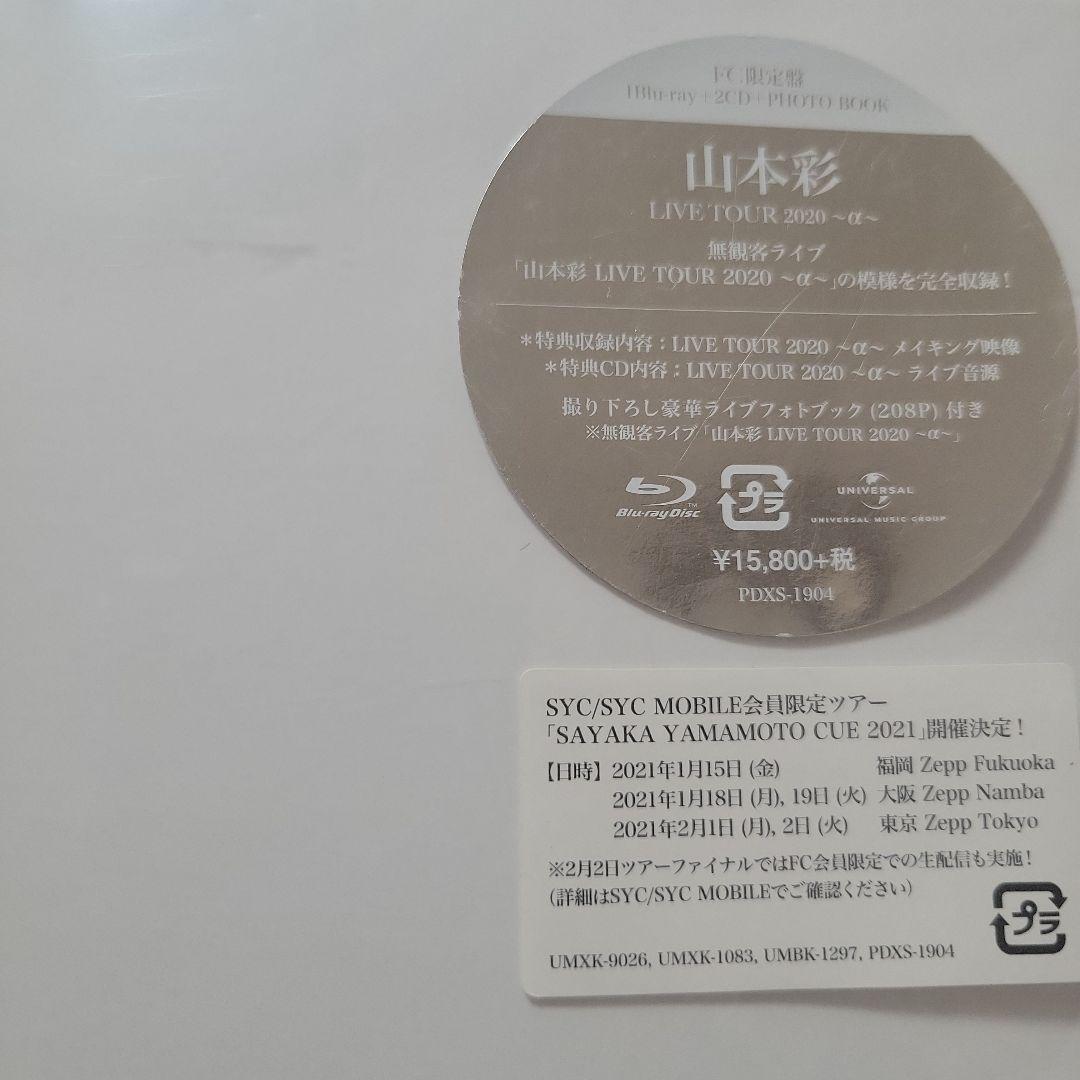 FC限定盤
1Blu-ray+2CD+PHOTO BOOK
山本彩
LIVE TOUR 2020 ~α~
無観客ライブ
「山本彩 LIVE TOUR 2020 ~α~」の模様を完全収録!
*特典収録内容:LIVE TOUR 2020 ~α~ メイキング映像
*特典CD内容:LIVE TOUR 2020 ~α~ ライブ音源
撮り下ろし豪華ライブフォトブック (208P) 付き
※無観客ライブ「山本彩 LIVE TOUR 2020 ~α~」
Blu-ray Disc™ プラ UNIVERSAL
UNIVERSAL MUSIC GROUP
¥15,800+税
PDXS-1904
SYC/SYC MOBILE会員限定ツアー
「SAYAKA YAMAMOTO CUE 2021」開催決定!
【日時】2021年1月15日 (金) 福岡 Zepp Fukuoka
2021年1月18日 (月), 19日 (火) 大阪 Zepp Namba
2021年2月1日 (月), 2日 (火) 東京 Zepp Tokyo
※2月2日ツアーファイナルではFC会員限定での生配信も実施!
(詳細はSYC/SYC MOBILEでご確認ください)
プラ
UMXK-9026, UMXK-1083, UMBK-1297, PDXS-1904